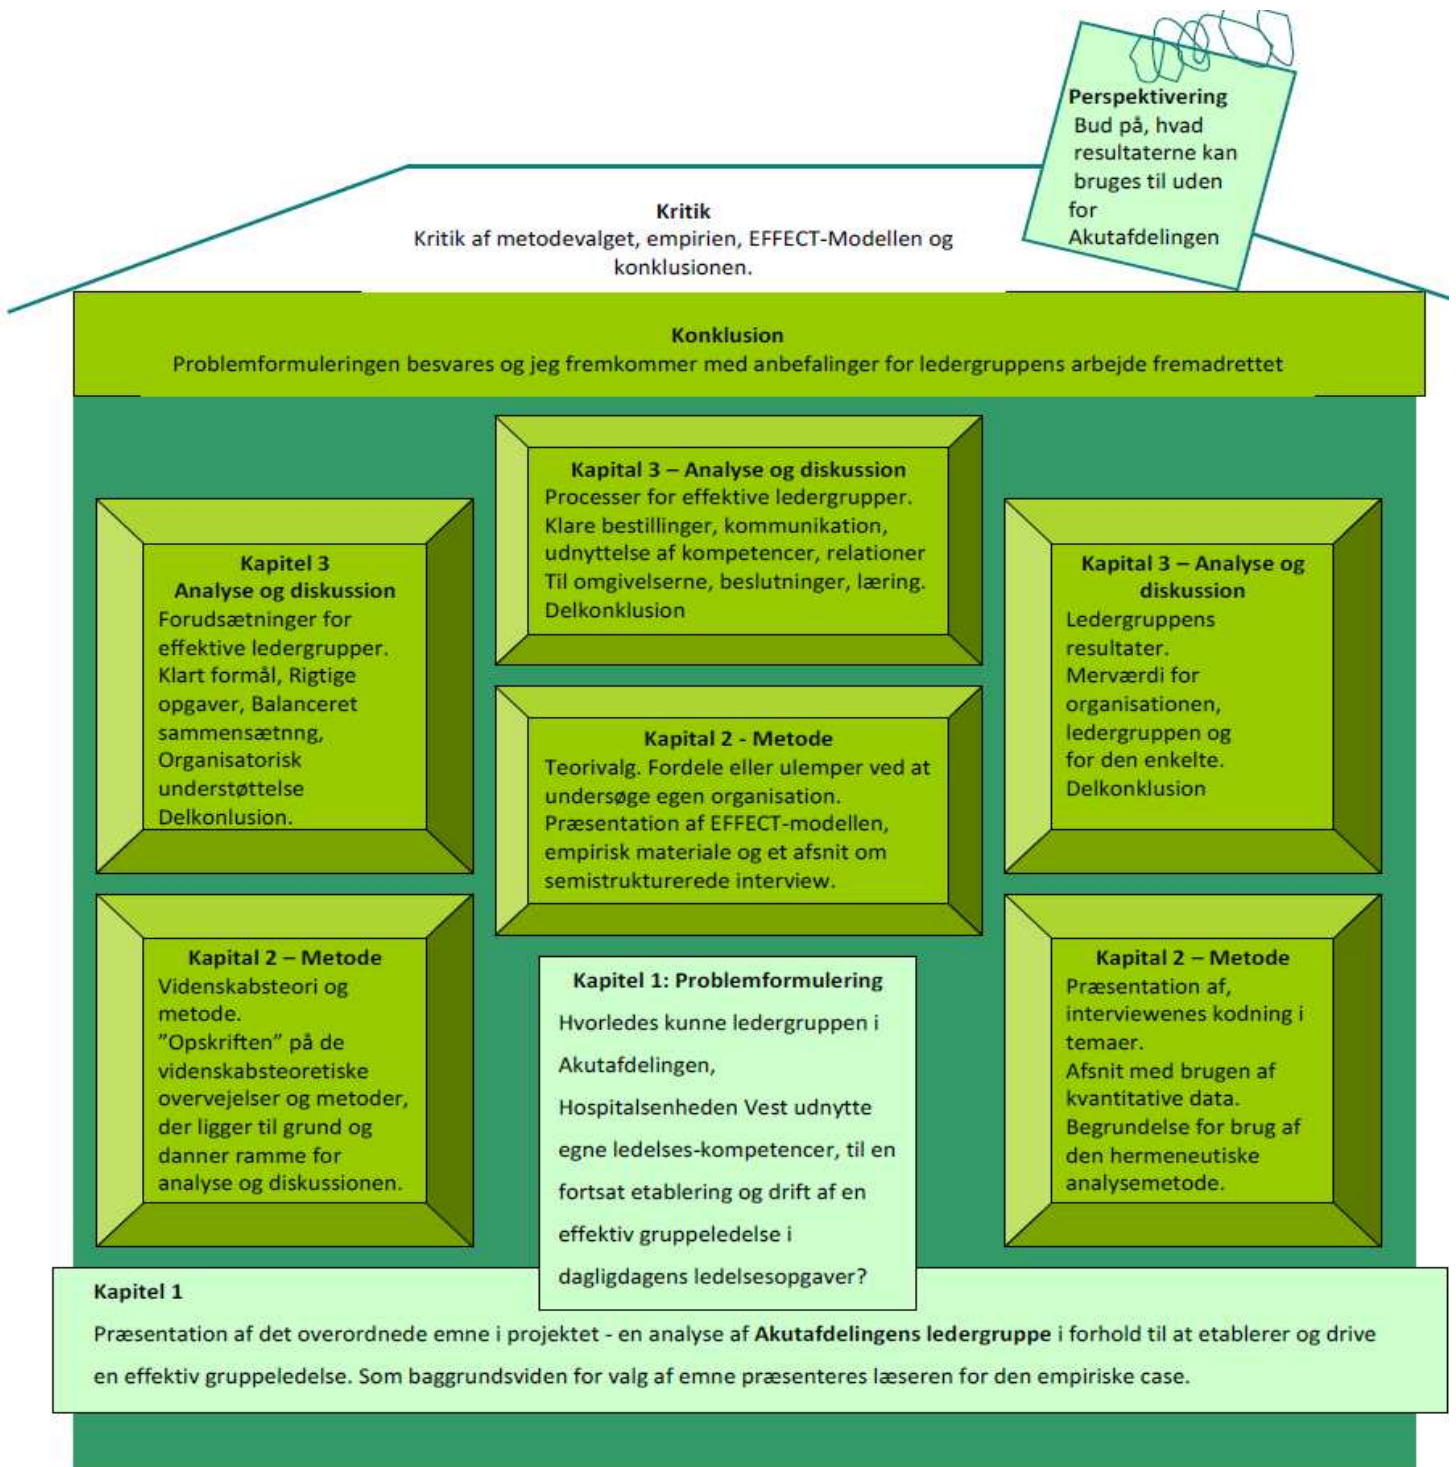 Perspektivering
Bud på, hvad
resultaterne kan
bruges til uden
for
Akutafdelingen
Kritik
Kritik af metodevalget, empirien, EFFECT-Modellen og
konklusionen.
Konklusion
Problemformuleringen besvares og jeg fremkommer med anbefalinger for ledergruppens arbejde fremadrettet
Kapital 3 – Analyse og diskussion
Processer for effektive ledergrupper.
Klare bestillinger, kommunikation,
udnyttelse af kompetencer, relationer
Til omgivelserne, beslutninger, læring.
Delkonklusion
Kapitel 3
Analyse og diskussion
Forudsætninger for
effektive ledergrupper.
Klart formål, Rigtige
opgaver, Balanceret
sammensætnng,
Organisatorisk
understøttelse
Delkonlusion.
Kapital 3 – Analyse og
diskussion
Ledergruppens
resultater.
Merværdi for
organisationen,
ledergruppen og
for den enkelte.
Delkonklusion
Kapital 2 - Metode
Teorivalg. Fordele eller ulemper ved at
undersøge egen organisation.
Præsentation af EFFECT-modellen,
empirisk materiale og et afsnit om
semistrukturerede interview.
Kapital 2 – Metode
Videnskabsteori og
metode.
”Opskriften” på de
videnskabsteoretiske
overvejelser og metoder,
der ligger til grund og
danner ramme for
analyse og diskussionen.
Kapitel 1: Problemformulering
Hvorledes kunne ledergruppen i
Akutafdelingen,
Hospitalsenheden Vest udnytte
egne ledelses-kompetencer, til en
fortsat etablering og drift af en
effektiv gruppeledelse i
dagligdagens ledelsesopgaver?
Kapital 2 – Metode
Præsentation af,
interviewenes kodning i
temaer.
Afsnit med brugen af
kvantitative data.
Begrundelse for brug af
den hermeneutiske
analysemetode.
Kapitel 1
Præsentation af det overordnede emne i projektet - en analyse af Akutafdelingens ledergruppe i forhold til at etablerer og drive
en effektiv gruppeledelse. Som baggrundsviden for valg af emne præsenteres læseren for den empiriske case.